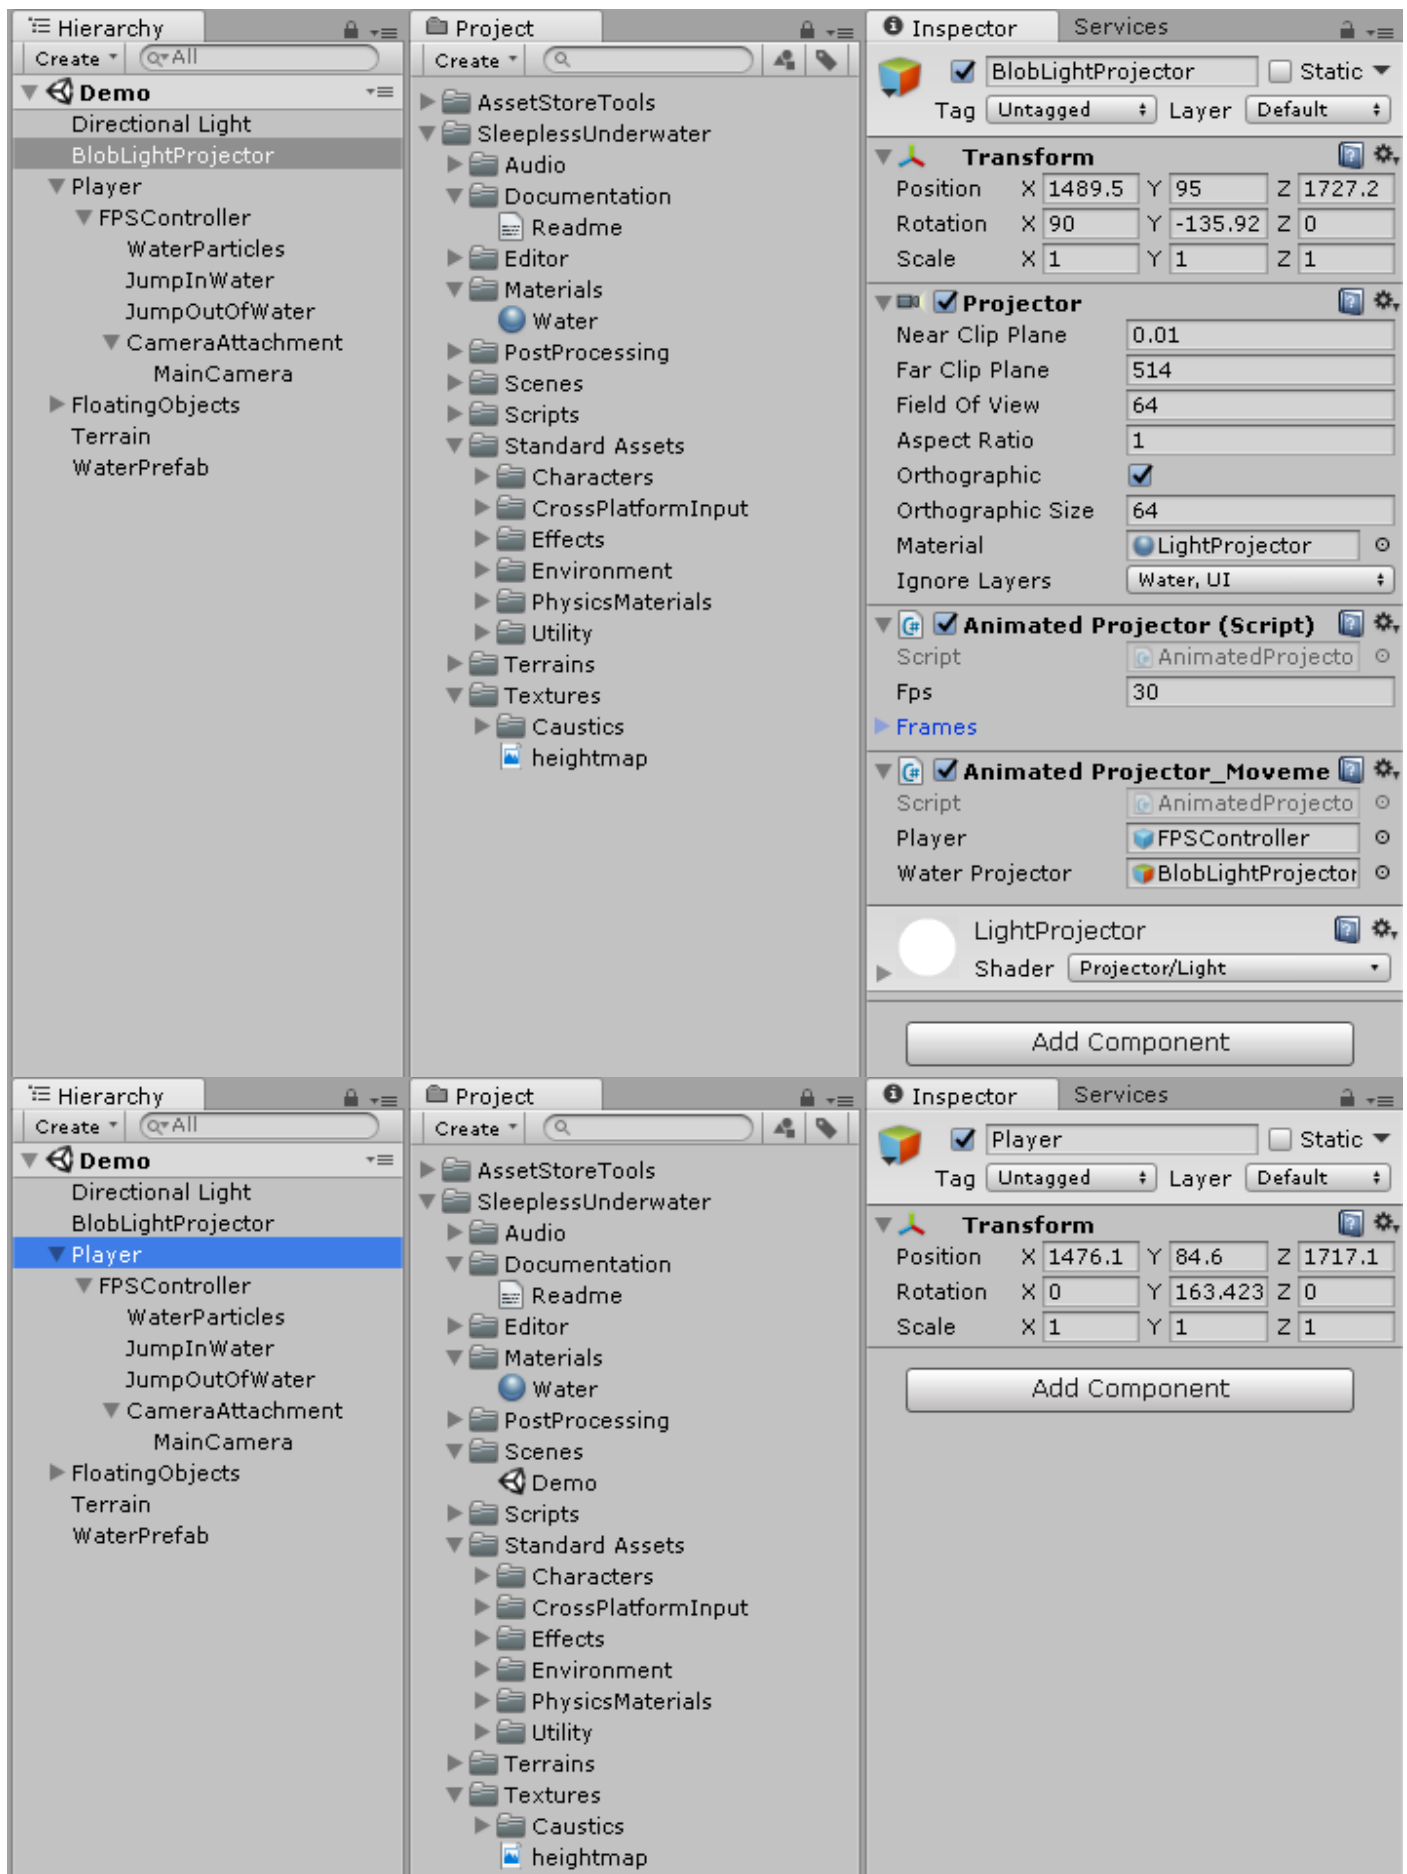 Hierarchy
Create
All
Demo
Directional Light
BlobLightProjector
Player
FPSController
WaterParticles
JumpInWater
JumpOutOfWater
CameraAttachment
MainCamera
FloatingObjects
Terrain
WaterPrefab
Project
Create
AssetStoreTools
SleeplessUnderwater
Audio
Documentation
Readme
Editor
Materials
Water
PostProcessing
Scenes
Scripts
Standard Assets
Characters
CrossPlatformInput
Effects
Environment
PhysicsMaterials
Utility
Terrains
Textures
Caustics
heightmap
Inspector Services
BlobLightProjector Static
Tag Untagged Layer Default
Transform
Position X 1489.5 Y 95 Z 1727.2
Rotation X 90 Y -135.92 Z 0
Scale X 1 Y 1 Z 1
Projector
Near Clip Plane 0.01
Far Clip Plane 514
Field Of View 64
Aspect Ratio 1
Orthographic
Orthographic Size 64
Material LightProjector
Ignore Layers Water, UI
C# Animated Projector (Script)
Script AnimatedProjecto
Fps 30
Frames
C# Animated Projector_Moveme
Script AnimatedProjecto
Player FPSController
Water Projector BlobLightProjector
LightProjector
Shader Projector/Light
Add Component
Hierarchy
Create
All
Demo
Directional Light
BlobLightProjector
Player
FPSController
WaterParticles
JumpInWater
JumpOutOfWater
CameraAttachment
MainCamera
FloatingObjects
Terrain
WaterPrefab
Project
Create
AssetStoreTools
SleeplessUnderwater
Audio
Documentation
Readme
Editor
Materials
Water
PostProcessing
Scenes
Demo
Scripts
Standard Assets
Characters
CrossPlatformInput
Effects
Environment
PhysicsMaterials
Utility
Terrains
Textures
Caustics
heightmap
Inspector Services
Player Static
Tag Untagged Layer Default
Transform
Position X 1476.1 Y 84.6 Z 1717.1
Rotation X 0 Y 163.423 Z 0
Scale X 1 Y 1 Z 1
Add Component